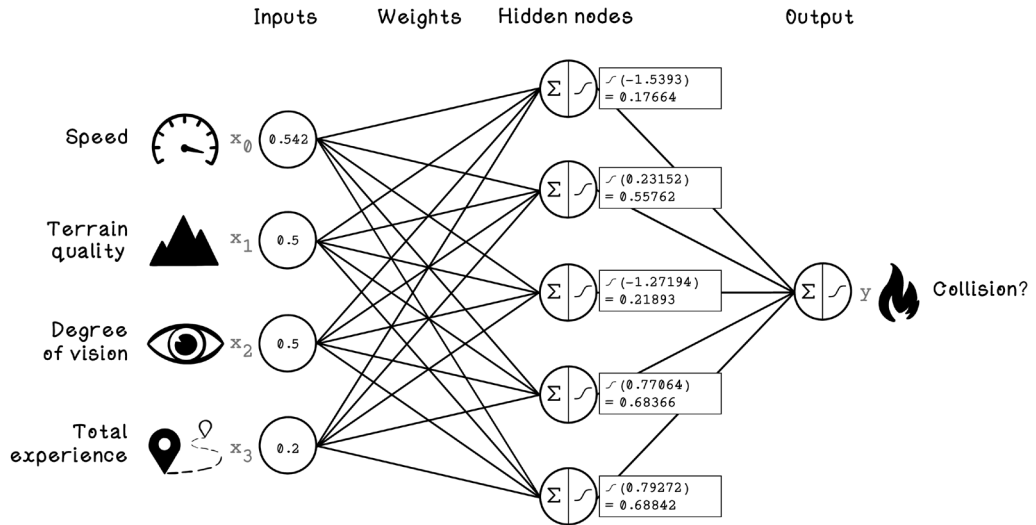 Inputs
Weights
Hidden nodes
Output
Speed
x0
0.542
Terrain
quality
x1
0.5
Degree
of vision
x2
0.5
Total
experience
x3
0.2
Σ
(-1.5393)
= 0.17664
Σ
(0.23152)
= 0.55762
Σ
(-1.27194)
= 0.21893
Σ
(0.77064)
= 0.68366
Σ
(0.79272)
= 0.68842
Σ
y
Collision?